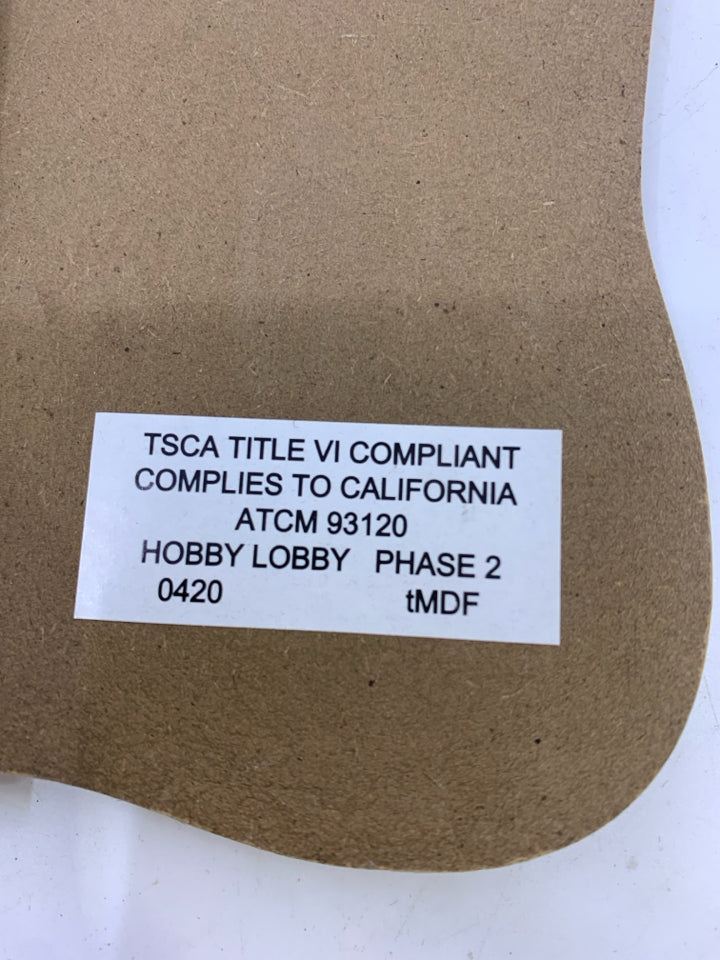 TSCA TITLE VI COMPLIANT
COMPLIES TO CALIFORNIA
ATCM 93120
HOBBY LOBBY PHASE 2
0420 tMDF